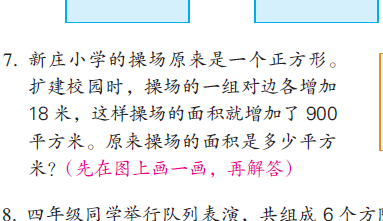 7. 新庄小学的操场原来是一个正方形。
扩建校园时，操场的一组对边各增加
18 米，这样操场的面积就增加了 900
平方米。原来操场的面积是多少平方
米？（先在图上画一画，再解答）
8. 四年级同学举行队列表演，共组成 6 个方